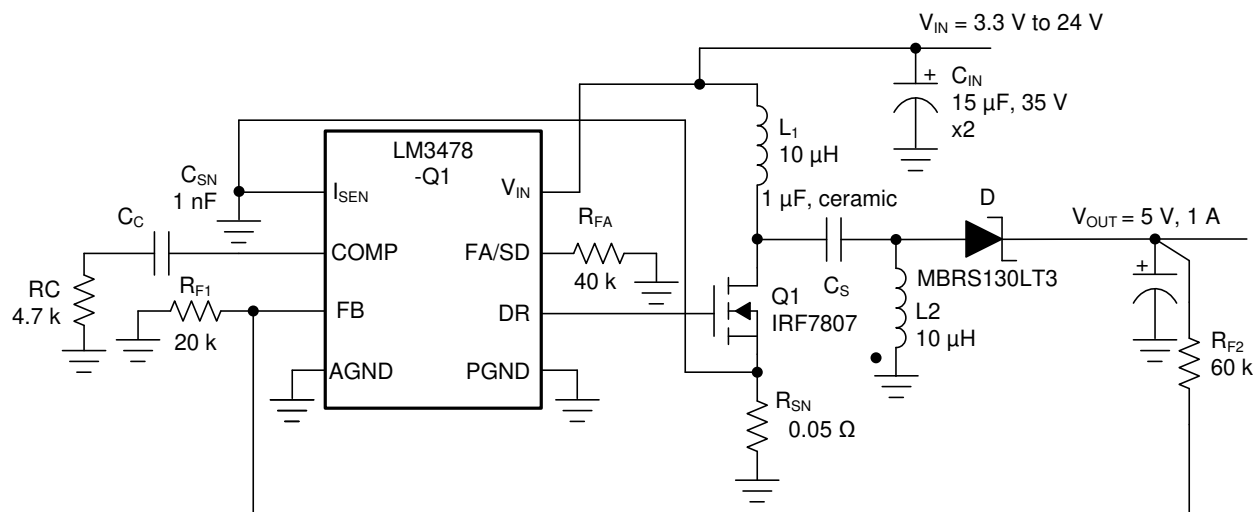 V_IN = 3.3 V to 24 V
C_IN
15 µF, 35 V
x2
+
LM3478
-Q1
L_1
10 µH
C_SN
1 nF
I_SEN
V_IN
1 µF, ceramic
D
C_C
R_FA
V_OUT = 5 V, 1 A
COMP
FA/SD
40 k
+
MBRS130LT3
C_S
RC
4.7 k
R_F1
20 k
FB
DR
Q1
IRF7807
L2
10 µH
R_F2
60 k
AGND
PGND
R_SN
0.05 Ω